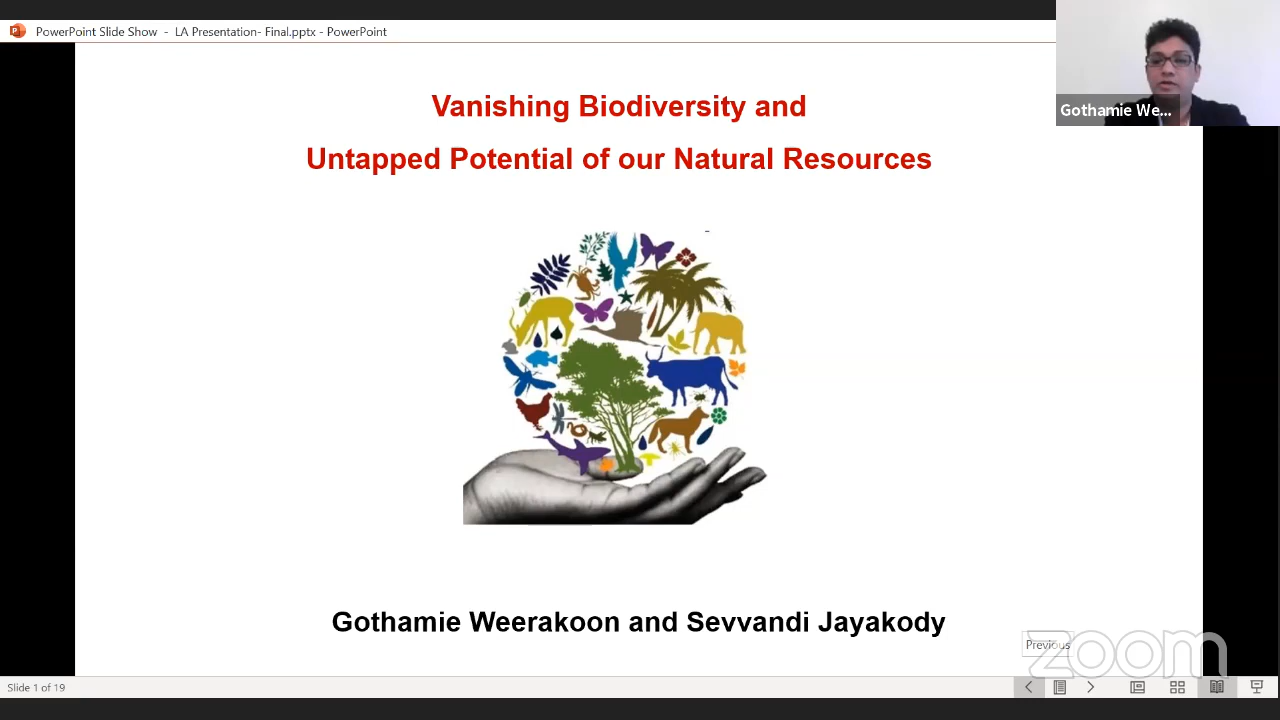 PowerPoint Slide Show - LA Presentation- Final.pptx - PowerPoint
Gothamie We...
Vanishing Biodiversity and
Untapped Potential of our Natural Resources
Gothamie Weerakoon and Sevvandi Jayakody
Previous
zoom
Slide 1 of 19